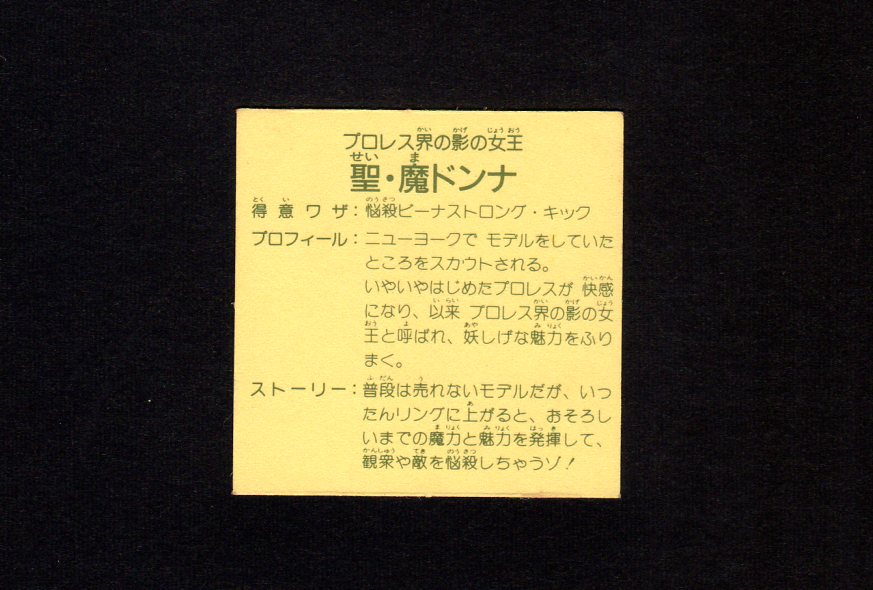 プロレス界の影の女王
聖・魔ドンナ
得意ワザ：悩殺ビーナストロング・キック
プロフィール：ニューヨークで モデルをしていた
ところをスカウトされる。
いやいやはじめたプロレスが 快感
になり、以来 プロレス界の影の女
王と呼ばれ、妖しげな魅力をふり
まく。
ストーリー：普段は売れないモデルだが、いっ
たんリングに上がると、おそろし
いまでの魔力と魅力を発揮して、
観衆や敵を悩殺しちゃうゾ！